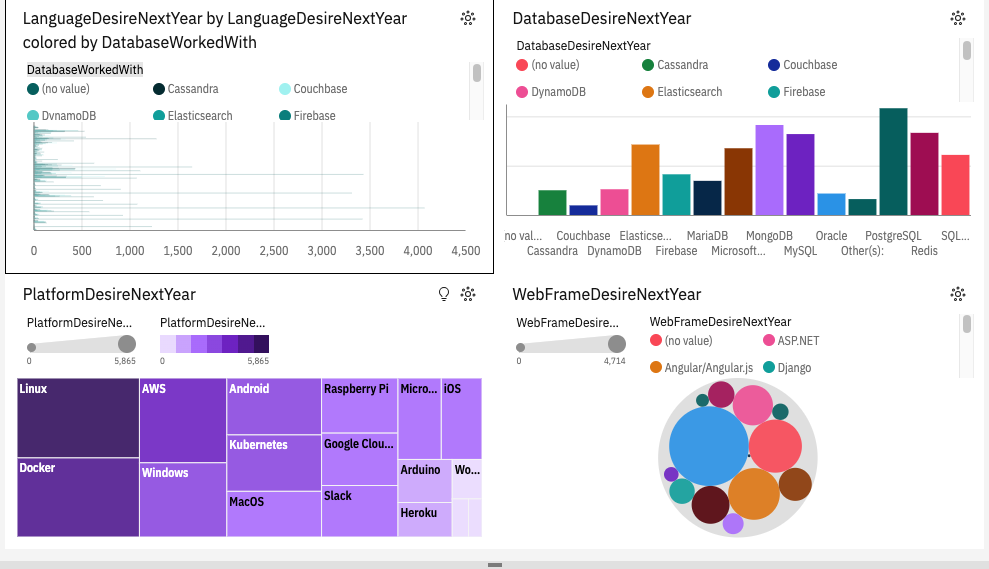 LanguageDesireNextYear by LanguageDesireNextYear
colored by DatabaseWorkedWith
DatabaseWorkedWith
(no value) Cassandra Couchbase
DynamoDB Elasticsearch Firebase
0 500 1,000 1,500 2,000 2,500 3,000 3,500 4,000 4,500
DatabaseDesireNextYear
DatabaseDesireNextYear
(no value) Cassandra Couchbase
DynamoDB Elasticsearch Firebase
no val... Couchbase Elasticse... MariaDB MongoDB Oracle PostgreSQL SQL...
Cassandra DynamoDB Firebase Microsoft... MySQL Other(s): Redis
PlatformDesireNextYear
PlatformDesireNe... PlatformDesireNe...
0 5,865 0 5,865
Linux AWS Android Raspberry Pi Micro... iOS
Kubernetes Google Clou...
Docker Windows Arduino Wo...
MacOS Slack
Heroku
WebFrameDesireNextYear
WebFrameDesire... WebFrameDesireNextYear
(no value) ASP.NET
0 4,714
Angular/Angular.js Django